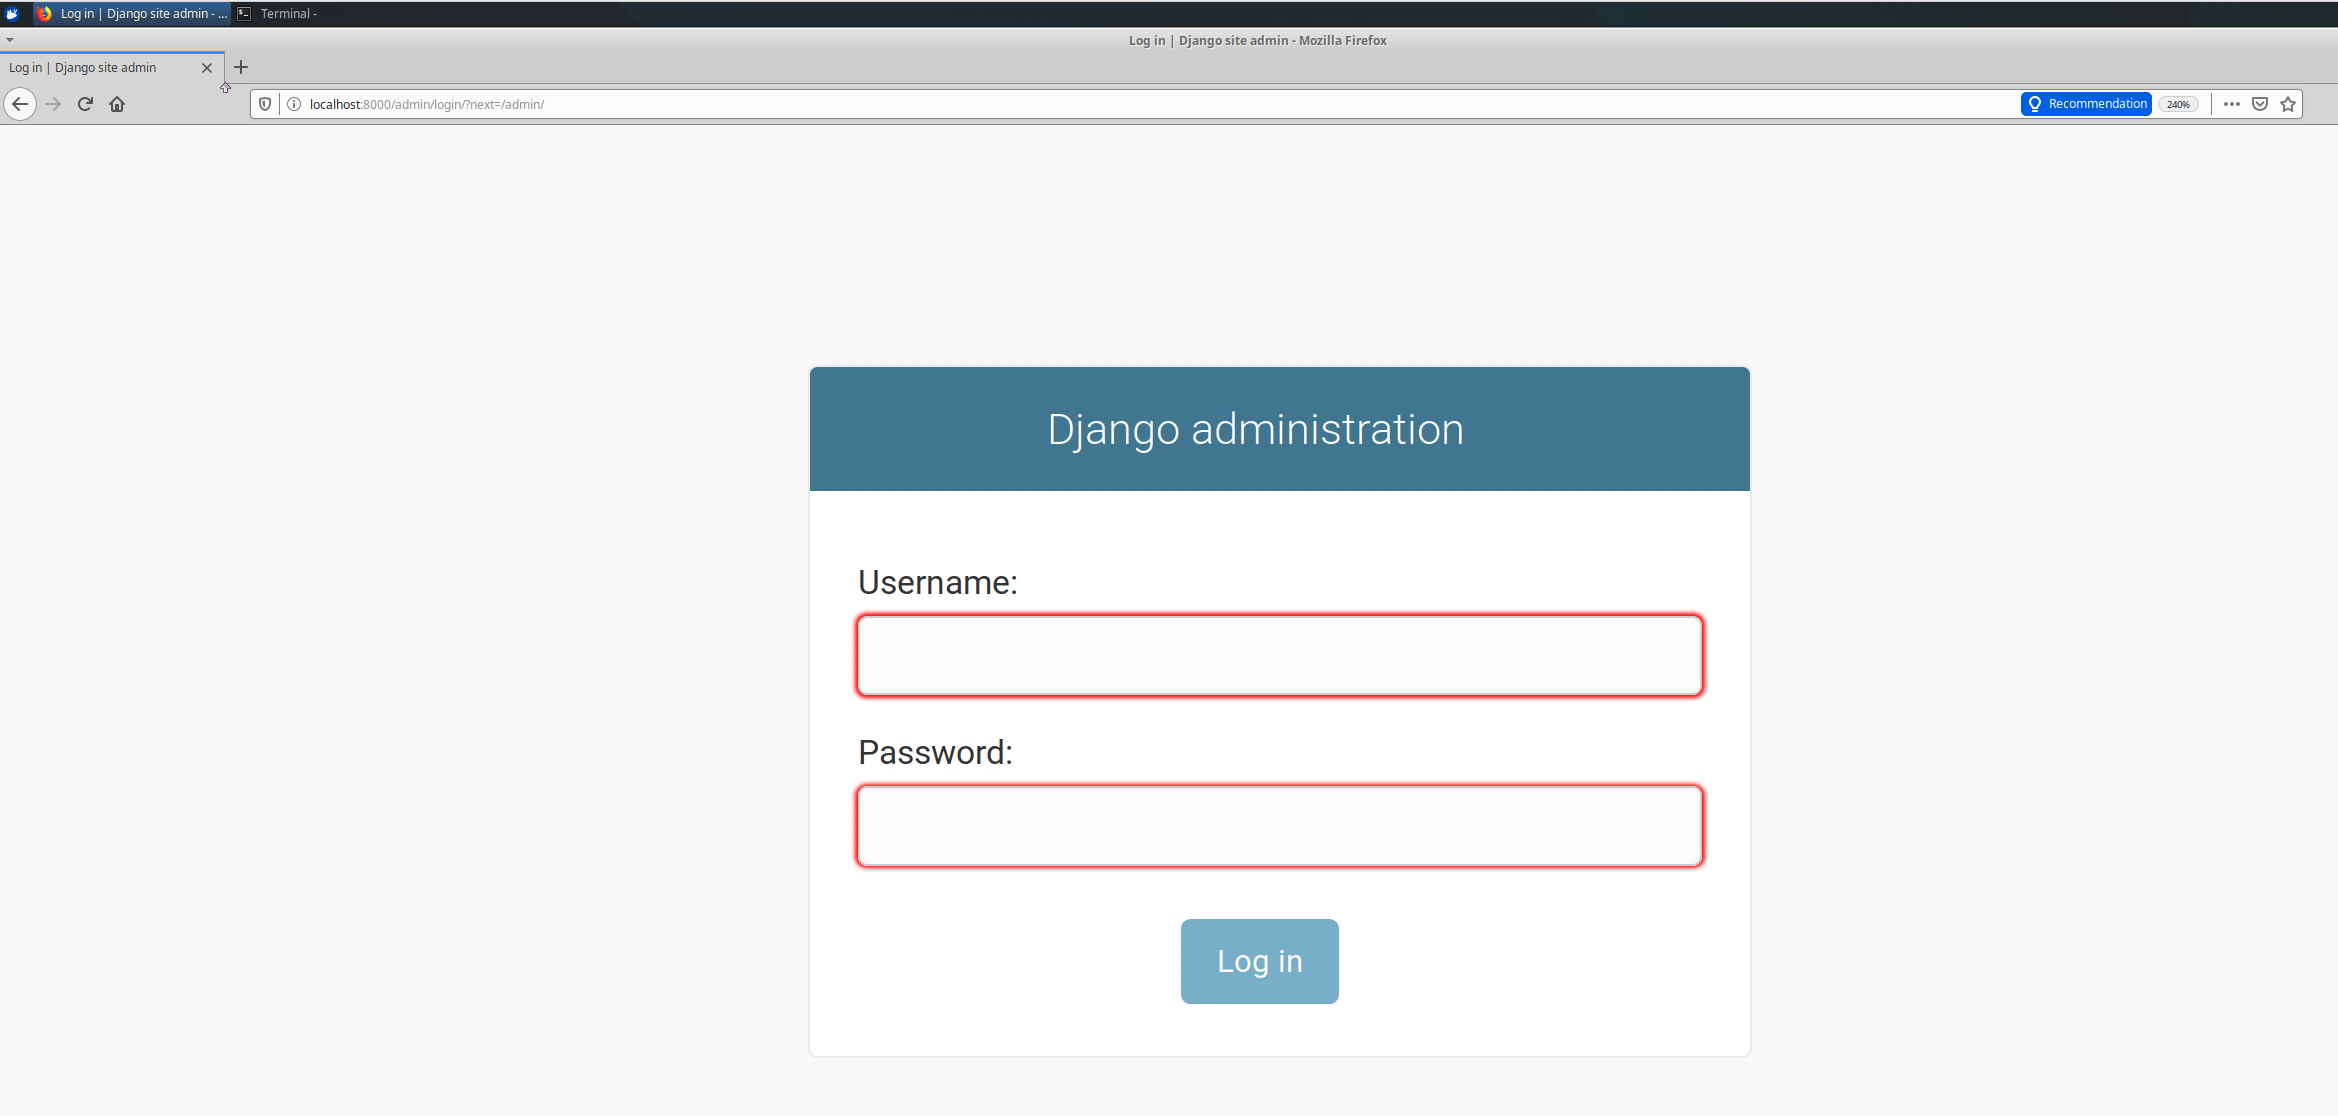 Log in | Django site admin - ... Terminal -
Log in | Django site admin - Mozilla Firefox
Log in | Django site admin
localhost:8000/admin/login/?next=/admin/ Recommendation 240%
Django administration
Username:
Password:
Log in